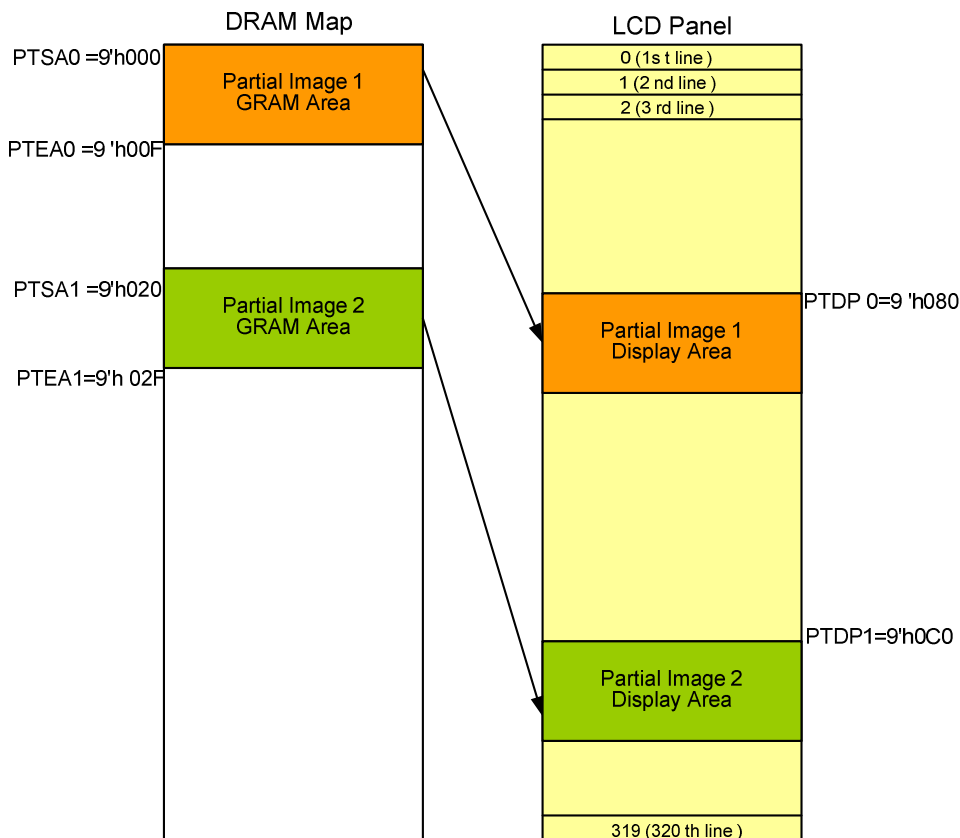 DRAM Map
PTSA0 =9'h000
Partial Image 1
GRAM Area
PTEA0 =9 'h00F
PTSA1 =9'h020
Partial Image 2
GRAM Area
PTEA1=9'h 02F
LCD Panel
0 (1s t line )
1 (2 nd line )
2 (3 rd line )
PTDP 0=9 'h080
Partial Image 1
Display Area
PTDP1=9'h0C0
Partial Image 2
Display Area
319 (320 th line )